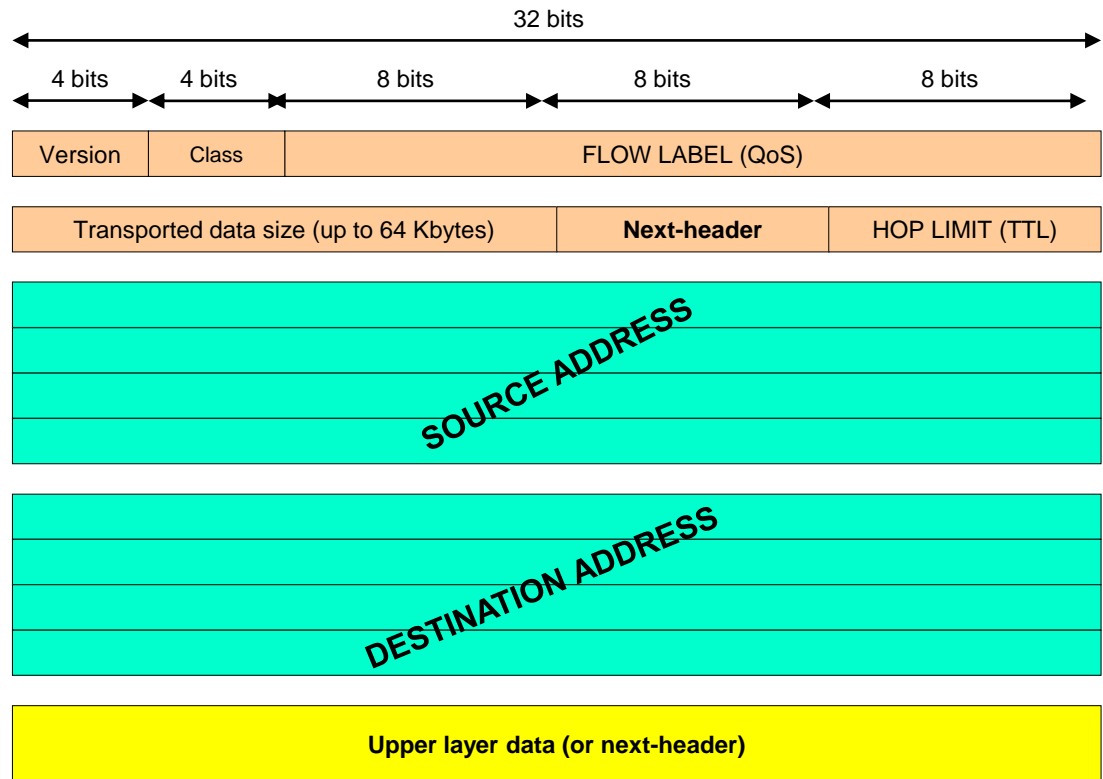 32 bits
4 bits 4 bits 8 bits 8 bits 8 bits
Version Class FLOW LABEL (QoS)
Transported data size (up to 64 Kbytes) Next-header HOP LIMIT (TTL)
SOURCE ADDRESS
DESTINATION ADDRESS
Upper layer data (or next-header)